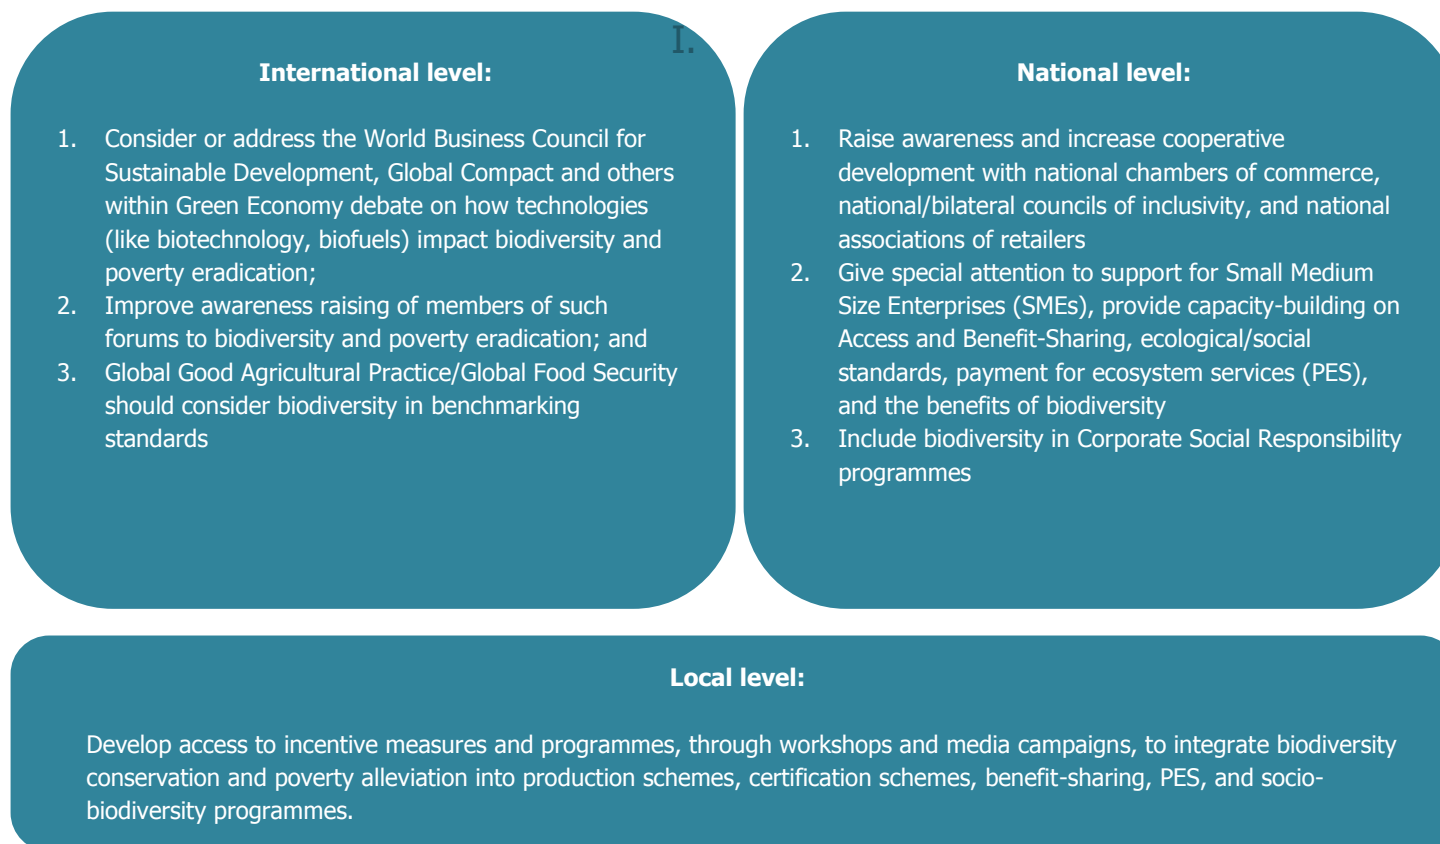 I.
International level:
1. Consider or address the World Business Council for
Sustainable Development, Global Compact and others
within Green Economy debate on how technologies
(like biotechnology, biofuels) impact biodiversity and
poverty eradication;
2. Improve awareness raising of members of such
forums to biodiversity and poverty eradication; and
3. Global Good Agricultural Practice/Global Food Security
should consider biodiversity in benchmarking
standards
National level:
1. Raise awareness and increase cooperative
development with national chambers of commerce,
national/bilateral councils of inclusivity, and national
associations of retailers
2. Give special attention to support for Small Medium
Size Enterprises (SMEs), provide capacity-building on
Access and Benefit-Sharing, ecological/social
standards, payment for ecosystem services (PES),
and the benefits of biodiversity
3. Include biodiversity in Corporate Social Responsibility
programmes
Local level:
Develop access to incentive measures and programmes, through workshops and media campaigns, to integrate biodiversity
conservation and poverty alleviation into production schemes, certification schemes, benefit-sharing, PES, and socio-
biodiversity programmes.